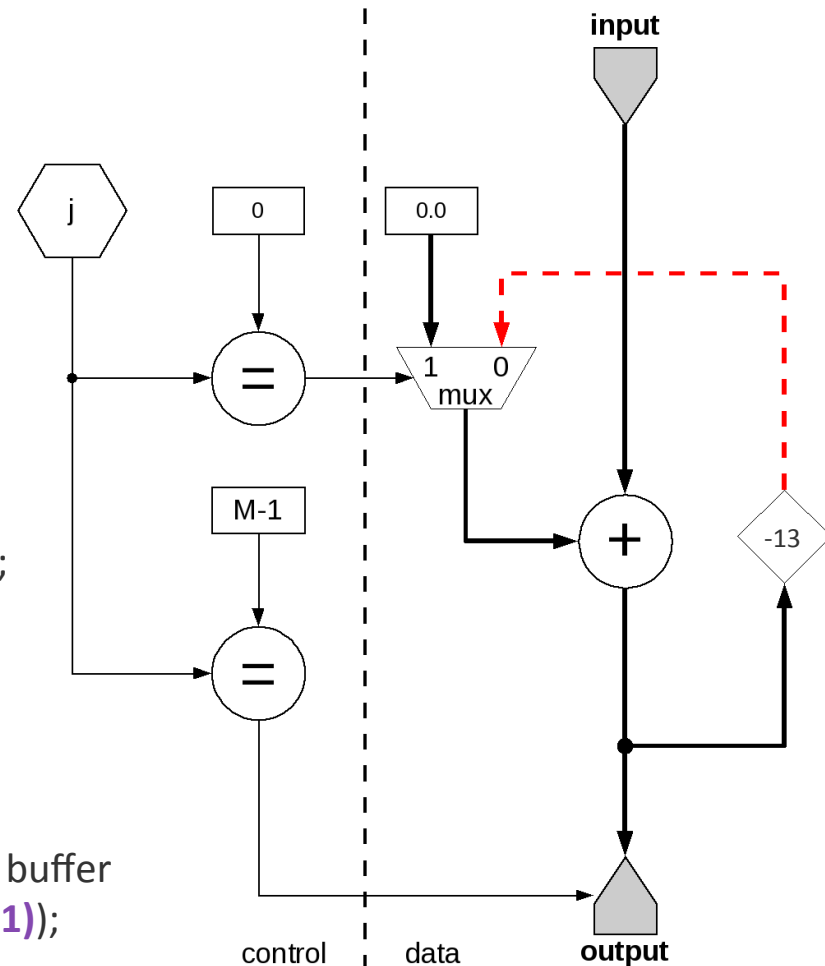 input
j
0
0.0
=
1 0
mux
M-1
+
-13
;
=
buffer
1));
control
data
output